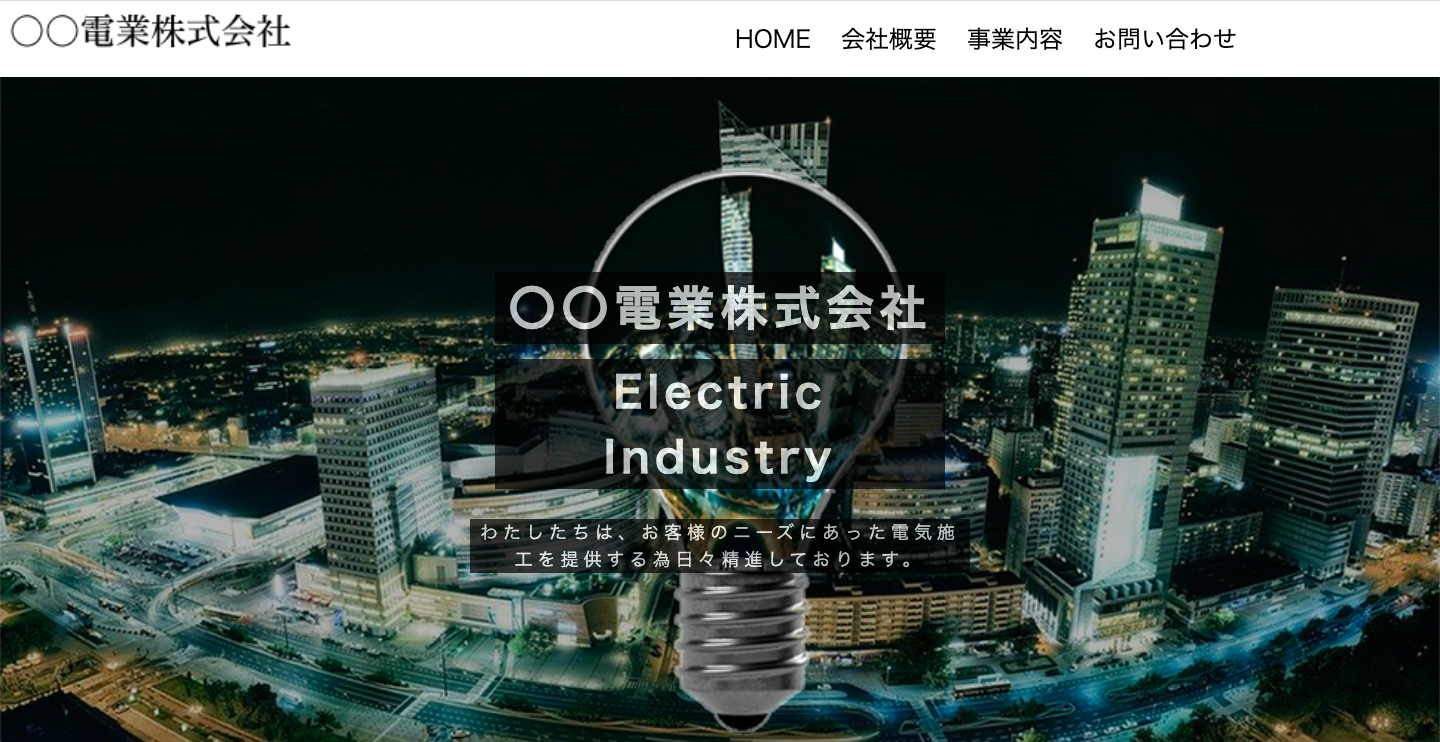 〇〇電業株式会社
HOME 会社概要 事業内容 お問い合わせ
〇〇電業株式会社
Electric
Industry
わたしたちは、お客様のニーズにあった電気施
工を提供する為日々精進しております。